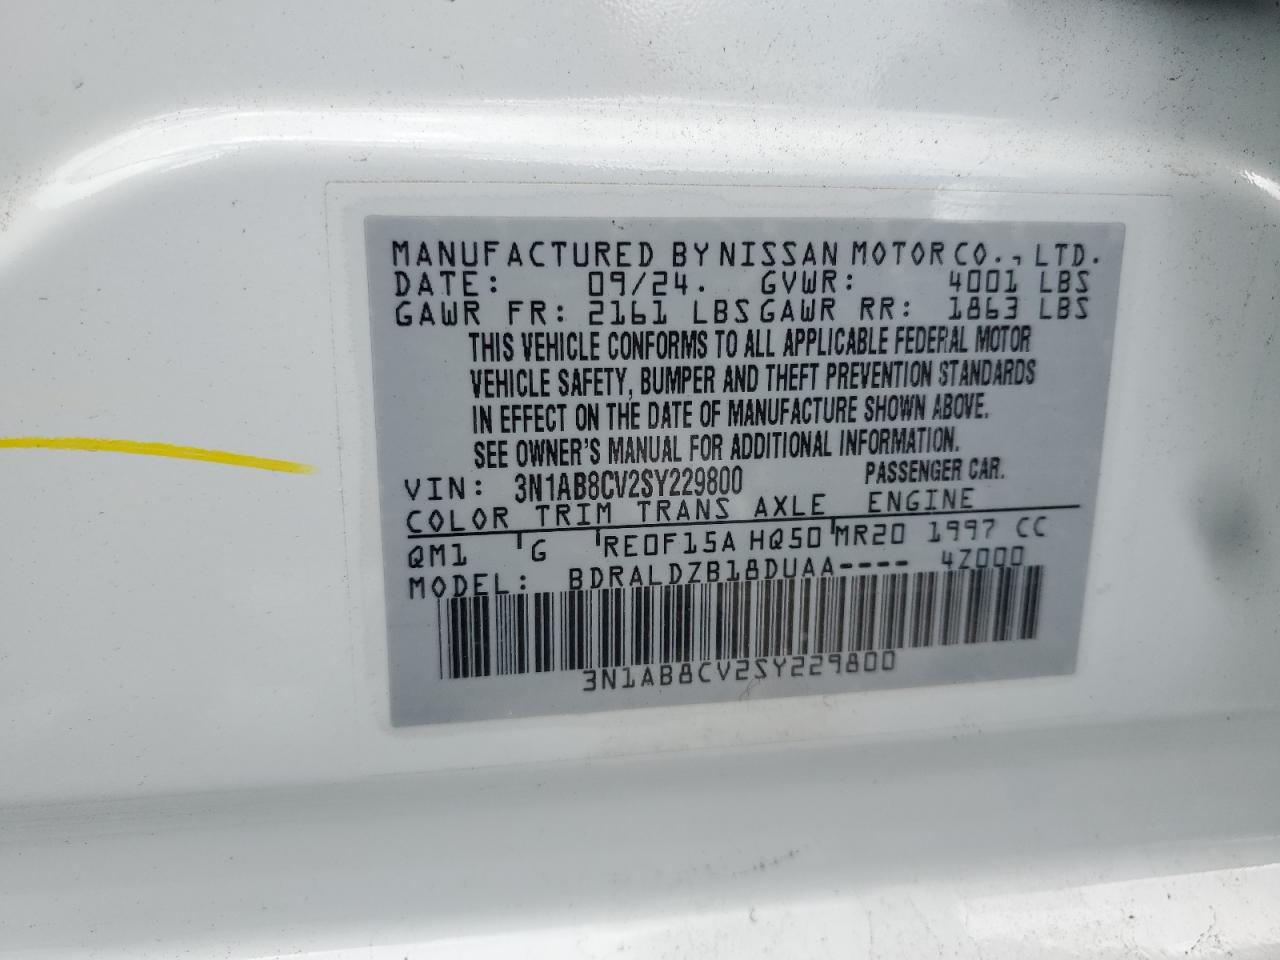 MANUFACTURED BY NISSAN MOTOR CO., LTD.
DATE: 09/24. GVWR: 4001 LBS
GAWR FR: 2161 LBS GAWR RR: 1863 LBS
THIS VEHICLE CONFORMS TO ALL APPLICABLE FEDERAL MOTOR
VEHICLE SAFETY, BUMPER AND THEFT PREVENTION STANDARDS
IN EFFECT ON THE DATE OF MANUFACTURE SHOWN ABOVE.
SEE OWNER'S MANUAL FOR ADDITIONAL INFORMATION.
VIN: 3N1AB8CV2SY229800 PASSENGER CAR.
COLOR TRIM TRANS AXLE ENGINE
QM1 G RE0F15A HQ50 MR20 1997 CC
MODEL: BDRALDZB18DUAA---- 4Z000
3N1AB8CV2SY229800